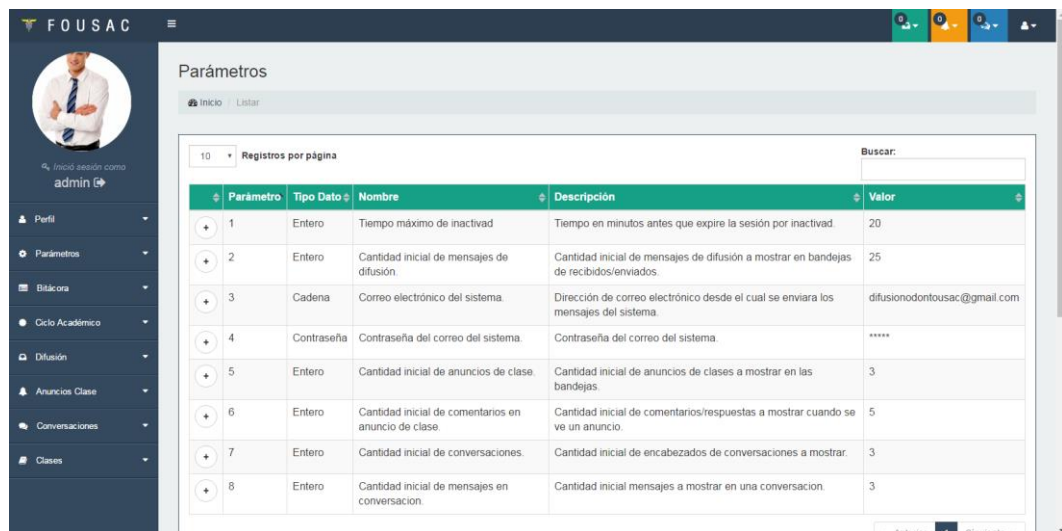 FOUSAC
0
0
0
Parámetros
Inicio / Listar
Inició sesión como
admin
Perfil
Parámetros
Bitácora
Ciclo Académico
Difusión
Anuncios Clase
Conversaciones
Clases
10 Registros por página
Buscar:
Parámetro Tipo Dato Nombre Descripción Valor
+ 1 Entero Tiempo máximo de inactivad Tiempo en minutos antes que expire la sesión por inactivad. 20
+ 2 Entero Cantidad inicial de mensajes de Cantidad inicial de mensajes de difusión a mostrar en bandejas 25
difusión. de recibidos/enviados.
+ 3 Cadena Correo electrónico del sistema. Dirección de correo electrónico desde el cual se enviara los difusionodontousac@gmail.com
mensajes del sistema.
+ 4 Contraseña Contraseña del correo del sistema. Contraseña del correo del sistema. *****
+ 5 Entero Cantidad inicial de anuncios de clase. Cantidad inicial de anuncios de clases a mostrar en las 3
bandejas.
+ 6 Entero Cantidad inicial de comentarios en Cantidad inicial de comentarios/respuestas a mostrar cuando se 5
anuncio de clase. ve un anuncio.
+ 7 Entero Cantidad inicial de conversaciones. Cantidad inicial de encabezados de conversaciones a mostrar. 3
+ 8 Entero Cantidad inicial de mensajes en Cantidad inicial mensajes a mostrar en una conversacion. 3
conversacion.